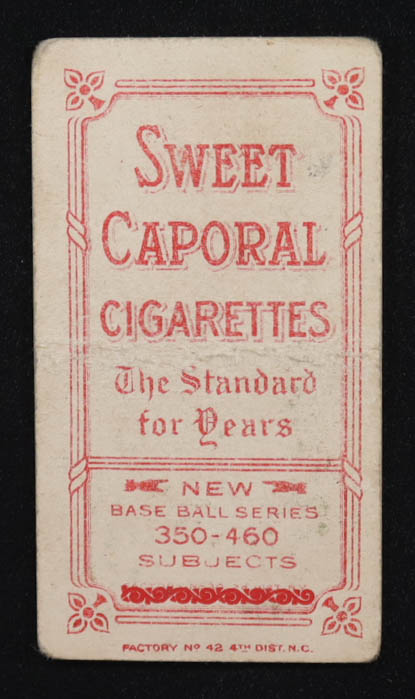 SWEET
CAPORAL
CIGARETTES
The Standard
for Years
NEW
BASE BALL SERIES
350-460
SUBJECTS
FACTORY Nº 42 4TH DIST. N.C.